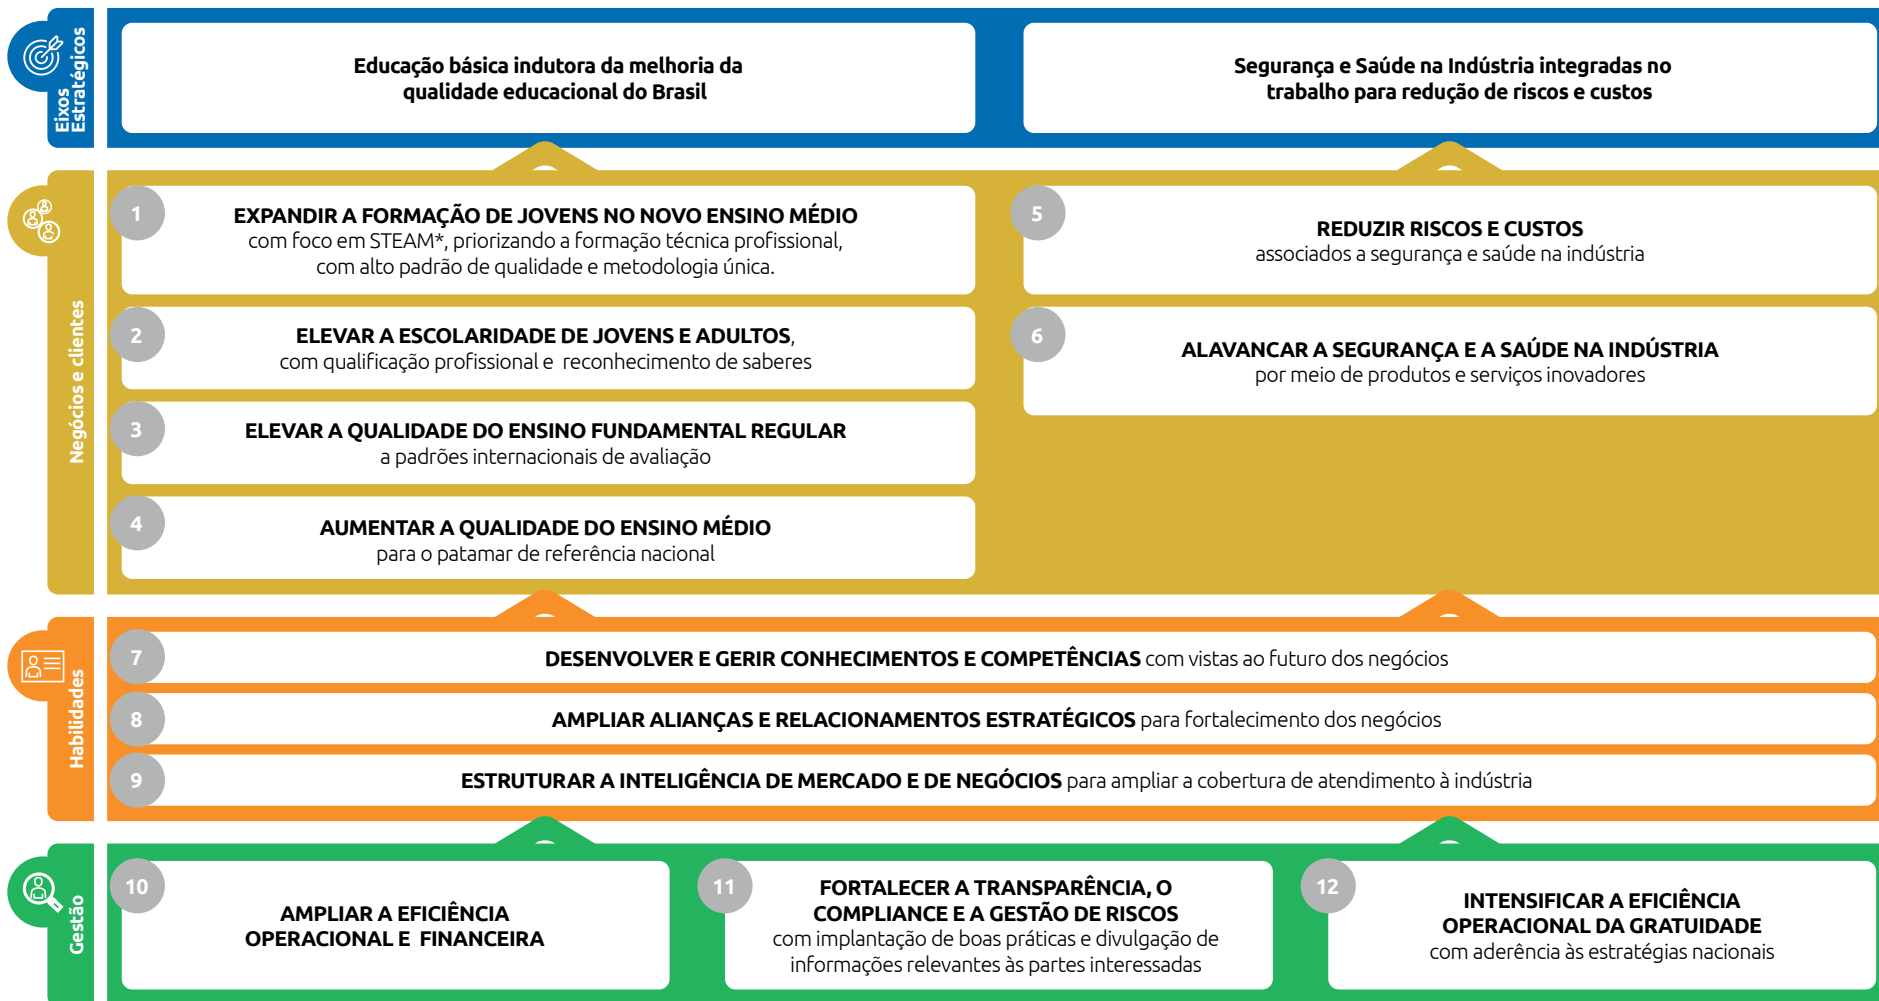 Eixos
Estratégicos
Educação básica indutora da melhoria da
qualidade educacional do Brasil
Segurança e Saúde na Indústria integradas no
trabalho para redução de riscos e custos
Negócios e clientes
1
EXPANDIR A FORMAÇÃO DE JOVENS NO NOVO ENSINO MÉDIO
com foco em STEAM*, priorizando a formação técnica profissional,
com alto padrão de qualidade e metodologia única.
2
ELEVAR A ESCOLARIDADE DE JOVENS E ADULTOS,
com qualificação profissional e reconhecimento de saberes
3
ELEVAR A QUALIDADE DO ENSINO FUNDAMENTAL REGULAR
a padrões internacionais de avaliação
4
AUMENTAR A QUALIDADE DO ENSINO MÉDIO
para o patamar de referência nacional
5
REDUZIR RISCOS E CUSTOS
associados a segurança e saúde na indústria
6
ALAVANCAR A SEGURANÇA E A SAÚDE NA INDÚSTRIA
por meio de produtos e serviços inovadores
Habilidades
7
DESENVOLVER E GERIR CONHECIMENTOS E COMPETÊNCIAS com vistas ao futuro dos negócios
8
AMPLIAR ALIANÇAS E RELACIONAMENTOS ESTRATÉGICOS para fortalecimento dos negócios
9
ESTRUTURAR A INTELIGÊNCIA DE MERCADO E DE NEGÓCIOS para ampliar a cobertura de atendimento à indústria
Gestão
10
AMPLIAR A EFICIÊNCIA
OPERACIONAL E FINANCEIRA
11
FORTALECER A TRANSPARÊNCIA, O
COMPLIANCE E A GESTÃO DE RISCOS
com implantação de boas práticas e divulgação de
informações relevantes às partes interessadas
12
INTENSIFICAR A EFICIÊNCIA
OPERACIONAL DA GRATUIDADE
com aderência às estratégias nacionais